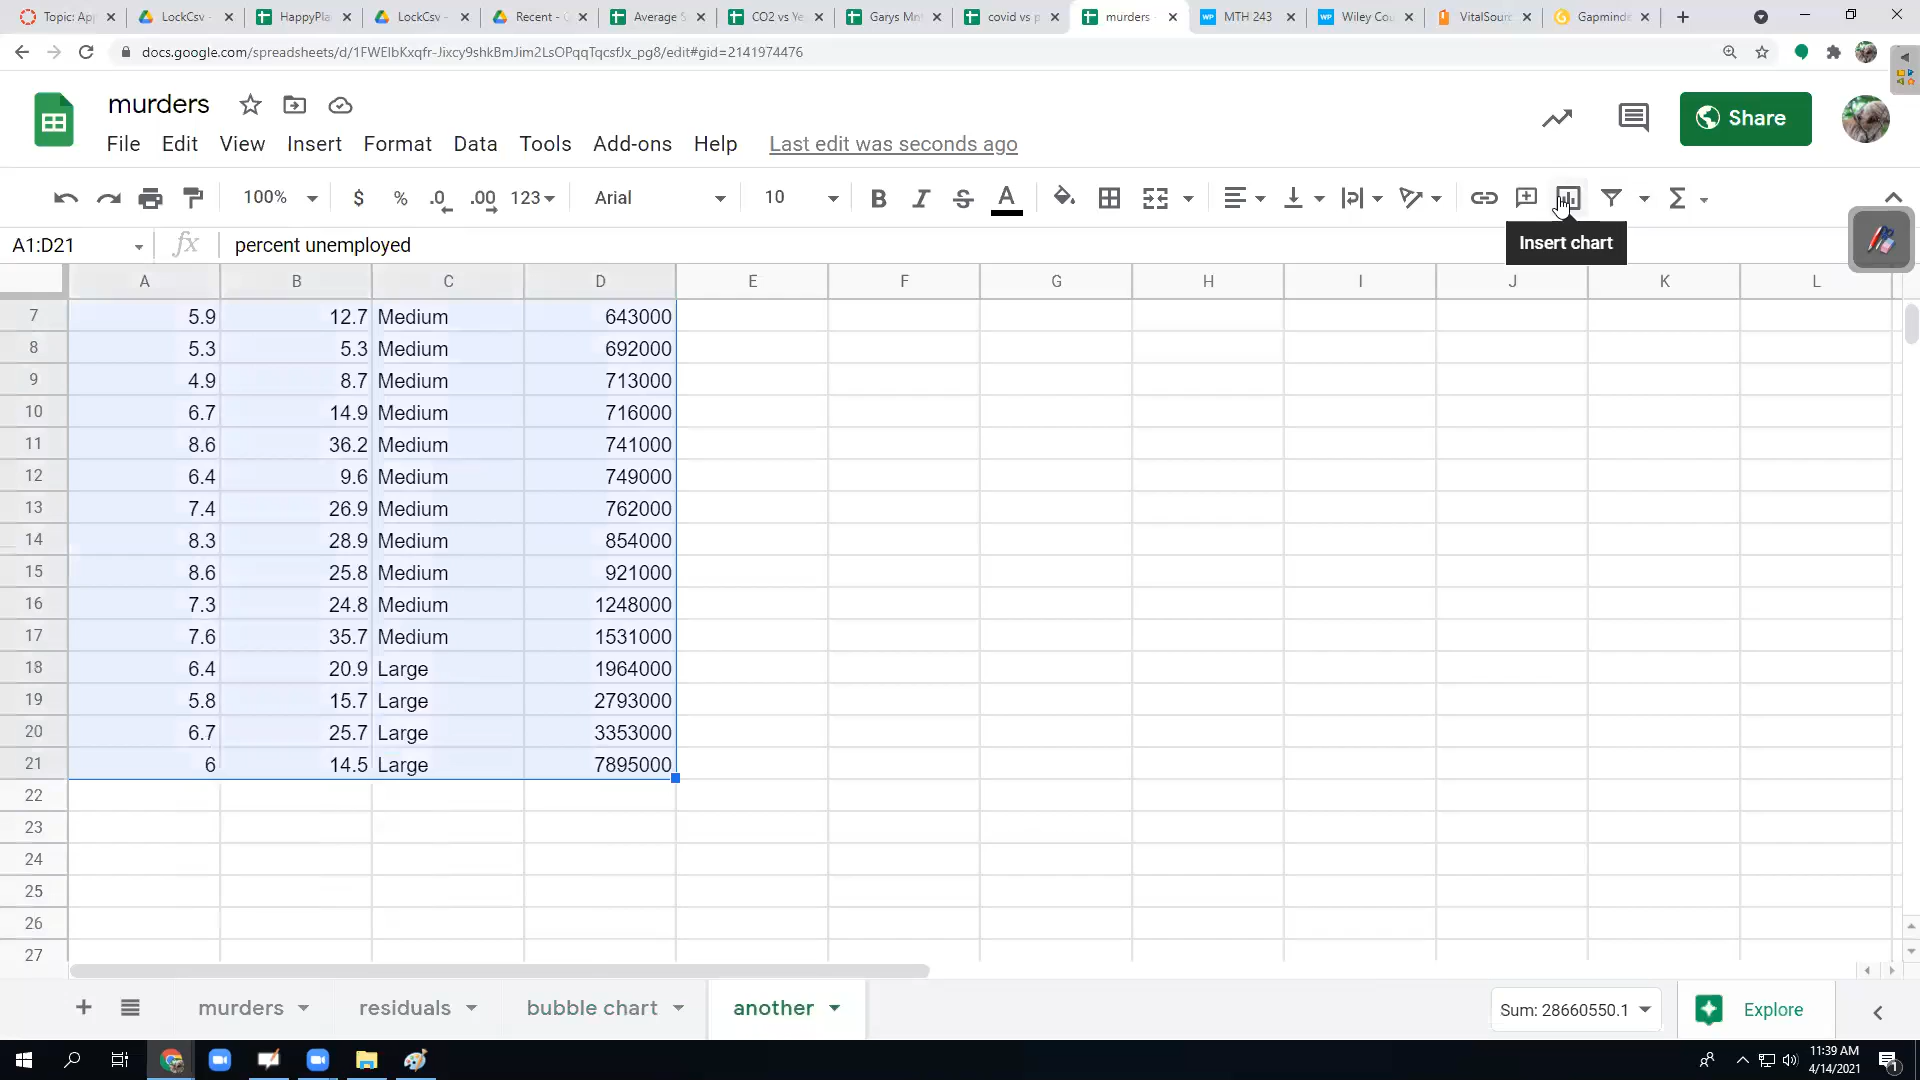 Topic: App
LockCsv -
HappyPla
LockCsv -
Recent -
Average S
CO2 vs Ye
Garys Mn
covid vs p
murders -
MTH 243
Wiley Cou
VitalSourc
Gapminde
docs.google.com/spreadsheets/d/1FWElbKxqfr-Jixcy9shkBmJim2LsOPqqTqcsfJx_pg8/edit#gid=2141974476
murders
Share
File Edit View Insert Format Data Tools Add-ons Help Last edit was seconds ago
100% $ % .0 .00 123 Arial 10 B I S A Σ
Insert chart
A1:D21 fx percent unemployed
A B C D E F G H I J K L
7 5.9 12.7 Medium 643000
8 5.3 5.3 Medium 692000
9 4.9 8.7 Medium 713000
10 6.7 14.9 Medium 716000
11 8.6 36.2 Medium 741000
12 6.4 9.6 Medium 749000
13 7.4 26.9 Medium 762000
14 8.3 28.9 Medium 854000
15 8.6 25.8 Medium 921000
16 7.3 24.8 Medium 1248000
17 7.6 35.7 Medium 1531000
18 6.4 20.9 Large 1964000
19 5.8 15.7 Large 2793000
20 6.7 25.7 Large 3353000
21 6 14.5 Large 7895000
22
23
24
25
26
27
murders residuals bubble chart another Sum: 28660550.1 Explore
11:39 AM
4/14/2021
1